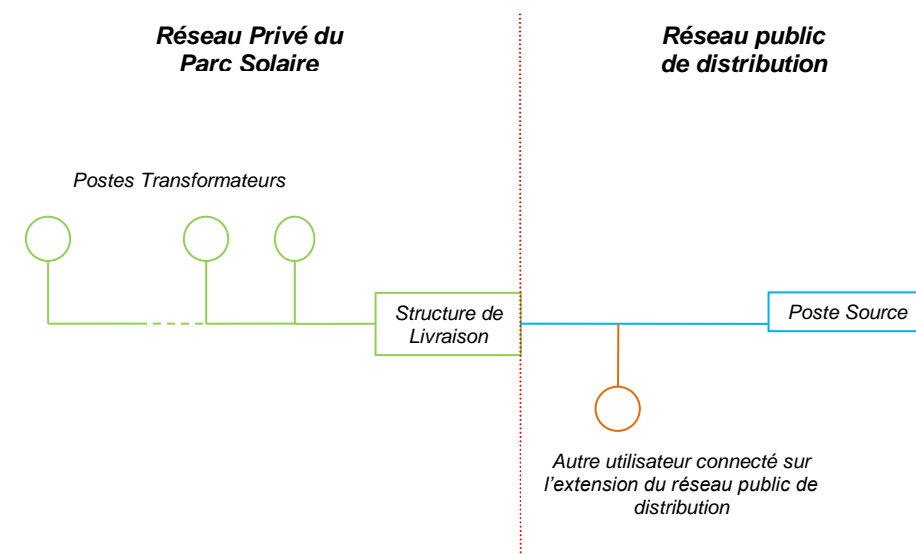 Réseau Privé du
Parc Solaire
Réseau public
de distribution
Postes Transformateurs
Structure de
Livraison
Poste Source
Autre utilisateur connecté sur
l'extension du réseau public de
distribution